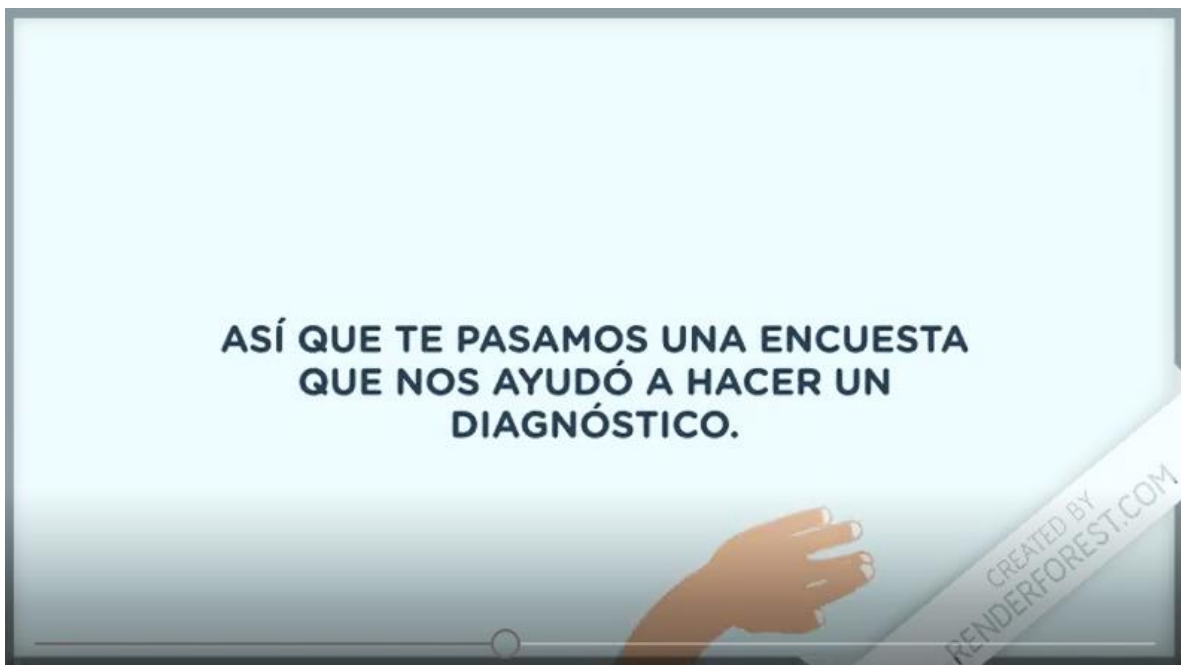 ASÍ QUE TE PASAMOS UNA ENCUESTA
QUE NOS AYUDÓ A HACER UN
DIAGNÓSTICO.
CREATED BY
RENDERFOREST.COM